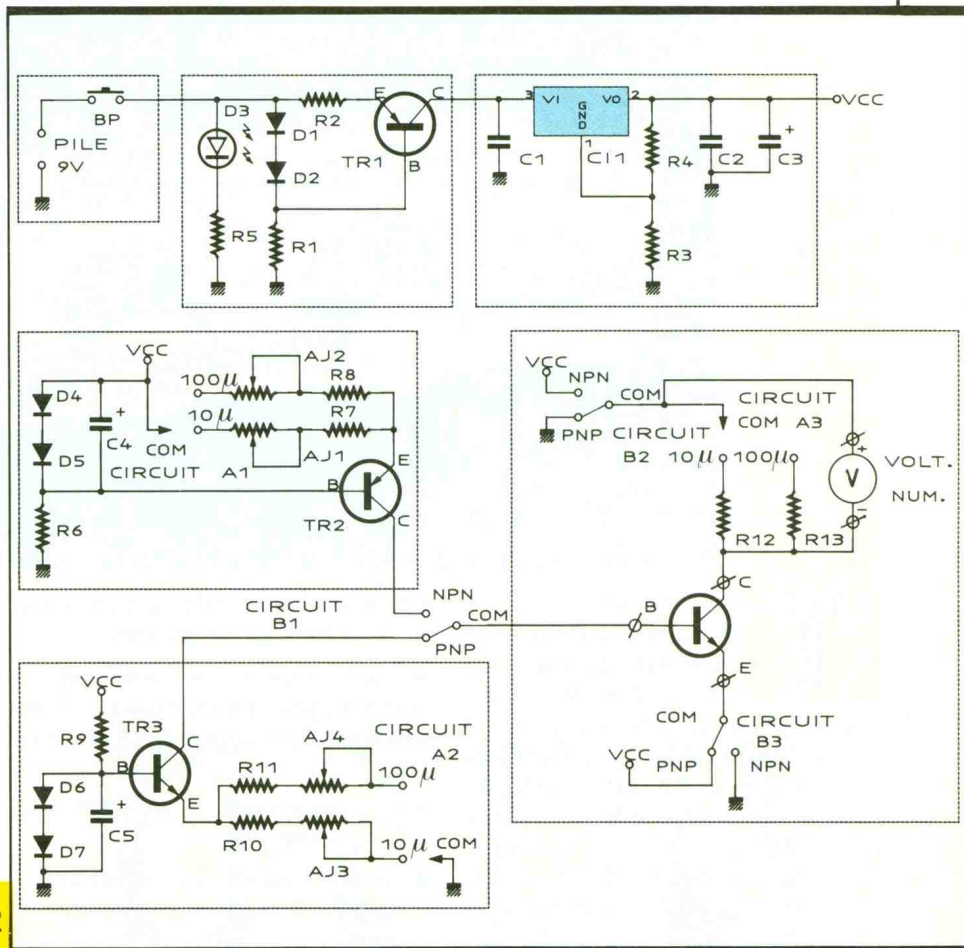 BP
PILE
9V
D3
D1
D2
R2
E
C
TR1
B
R5
R1
3
VI
GND
VO
2
1
CI1
C1
R4
R3
C2
+
C3
VCC
VCC
D4
D5
+
C4
100μ
10μ
COM
CIRCUIT
A1
AJ2
R8
R7
AJ1
E
B
C
TR2
R6
VCC
NPN
COM
PNP
CIRCUIT
COM A3
CIRCUIT
B2
10μ
100μ
R12
R13
+
V
−
VOLT.
NUM.
C
B
E
COM
CIRCUIT
B3
VCC
PNP
NPN
CIRCUIT
B1
NPN
COM
PNP
VCC
R9
TR3
C
B
E
D6
D7
+
C5
R11
R10
AJ4
AJ3
CIRCUIT
A2
100μ
10μ
COM